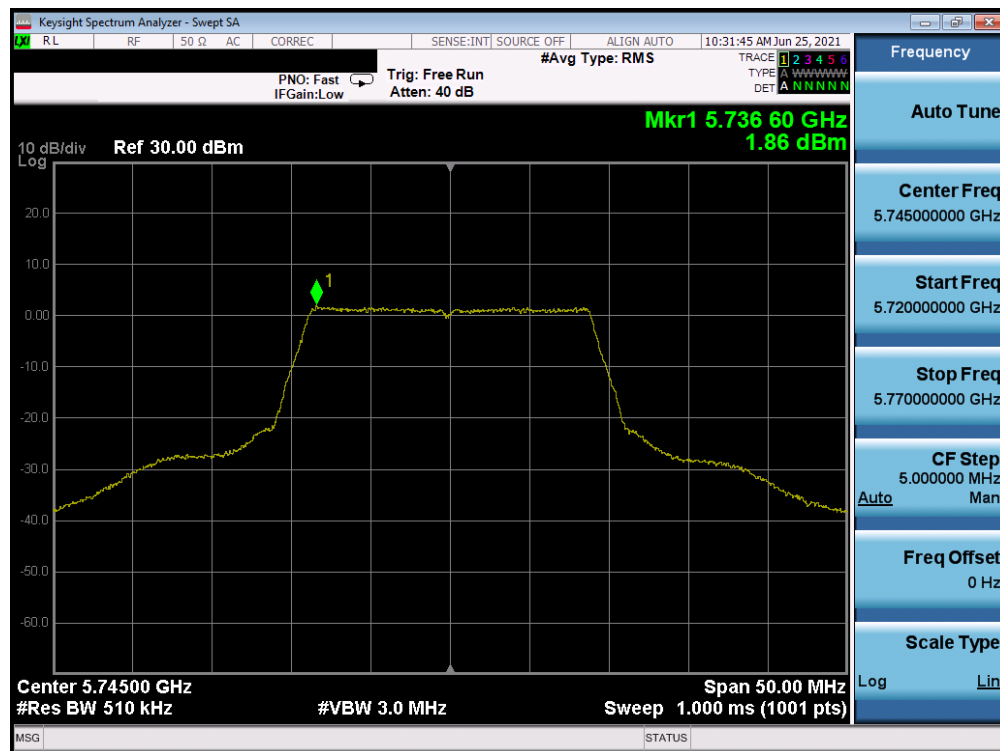 Keysight Spectrum Analyzer - Swept SA
LXI RL RF 50 Ω AC CORREC SENSE:INT SOURCE OFF ALIGN AUTO 10:31:45 AM Jun 25, 2021
#Avg Type: RMS
TRACE 1 2 3 4 5 6
PNO: Fast
Trig: Free Run
TYPE A WWWWW
IFGain:Low
Atten: 40 dB
DET A N N N N N
Mkr1 5.736 60 GHz
1.86 dBm
10 dB/div Ref 30.00 dBm
Log
20.0
10.0
1
0.00
-10.0
-20.0
-30.0
-40.0
-50.0
-60.0
Center 5.74500 GHz
Span 50.00 MHz
#Res BW 510 kHz
#VBW 3.0 MHz
Sweep 1.000 ms (1001 pts)
MSG
STATUS
Frequency
Auto Tune
Center Freq
5.745000000 GHz
Start Freq
5.720000000 GHz
Stop Freq
5.770000000 GHz
CF Step
5.000000 MHz
Auto Man
Freq Offset
0 Hz
Scale Type
Log Lin